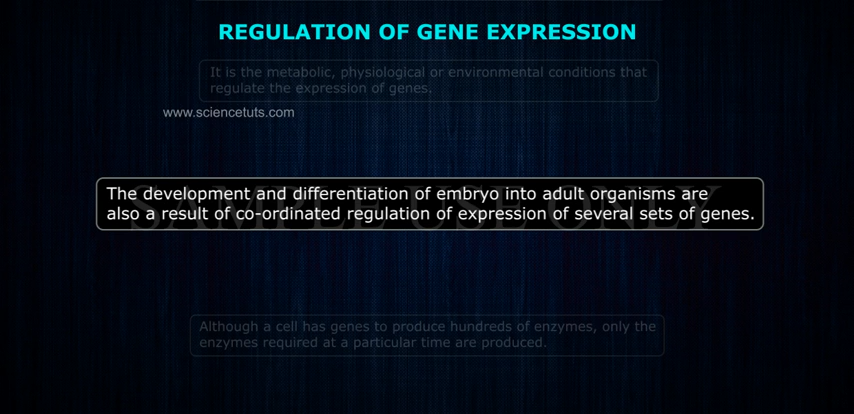 REGULATION OF GENE EXPRESSION
It is the metabolic, physiological or environmental conditions that
regulate the expression of genes.
www.sciencetuts.com
The development and differentiation of embryo into adult organisms are
also a result of co-ordinated regulation of expression of several sets of genes.
SAMPLE USE ONLY
Although a cell has genes to produce hundreds of enzymes, only the
enzymes required at a particular time are produced.